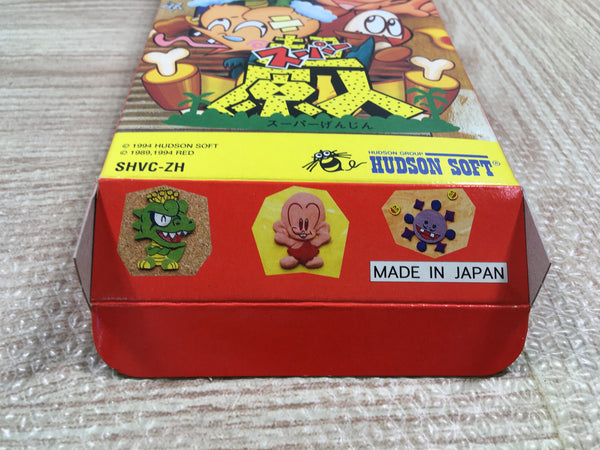 スーパー
原人
スーパーげんじん
© 1994 HUDSON SOFT
© 1989,1994 RED
SHVC-ZH
HUDSON GROUP
HUDSON SOFT®
MADE IN JAPAN